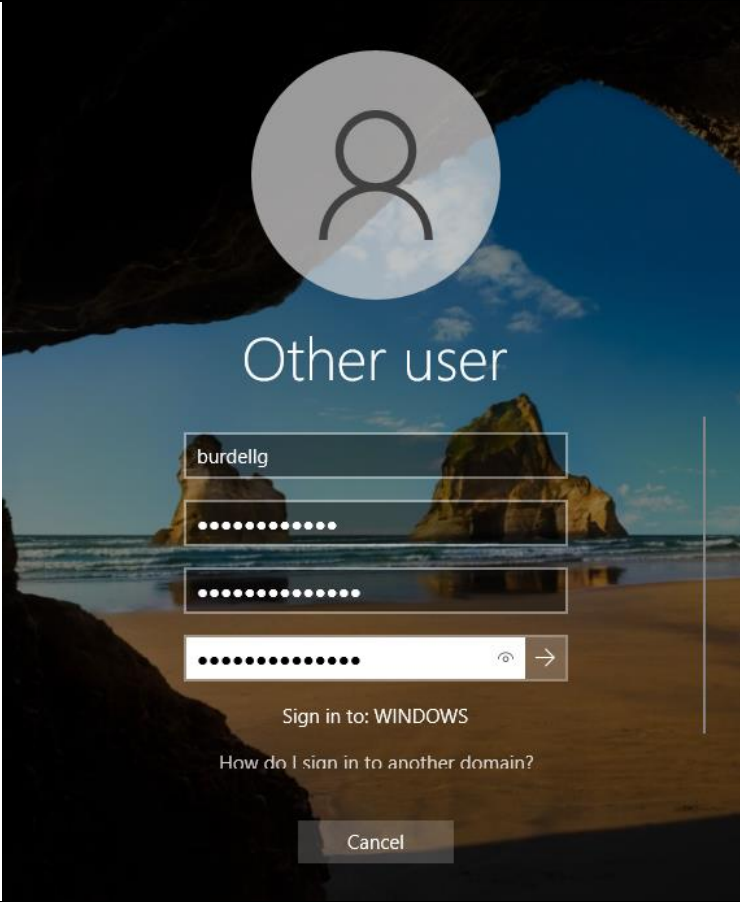 Other user
burdellg
●●●●●●●●●●●●
●●●●●●●●●●●●●●
●●●●●●●●●●●●●●
Sign in to: WINDOWS
How do I sign in to another domain?
Cancel